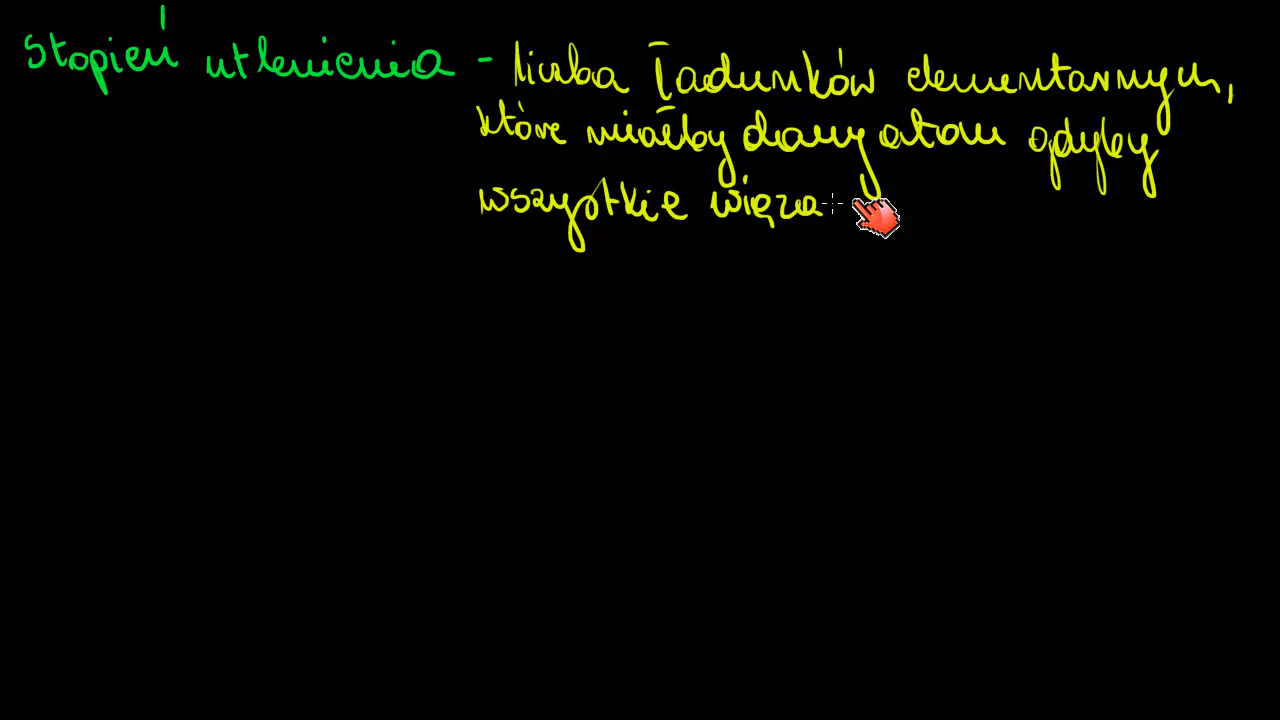 Stopień utlenienia - liczba ładunków elementarnych,
które miałby dany atom gdyby
wszystkie wiąza